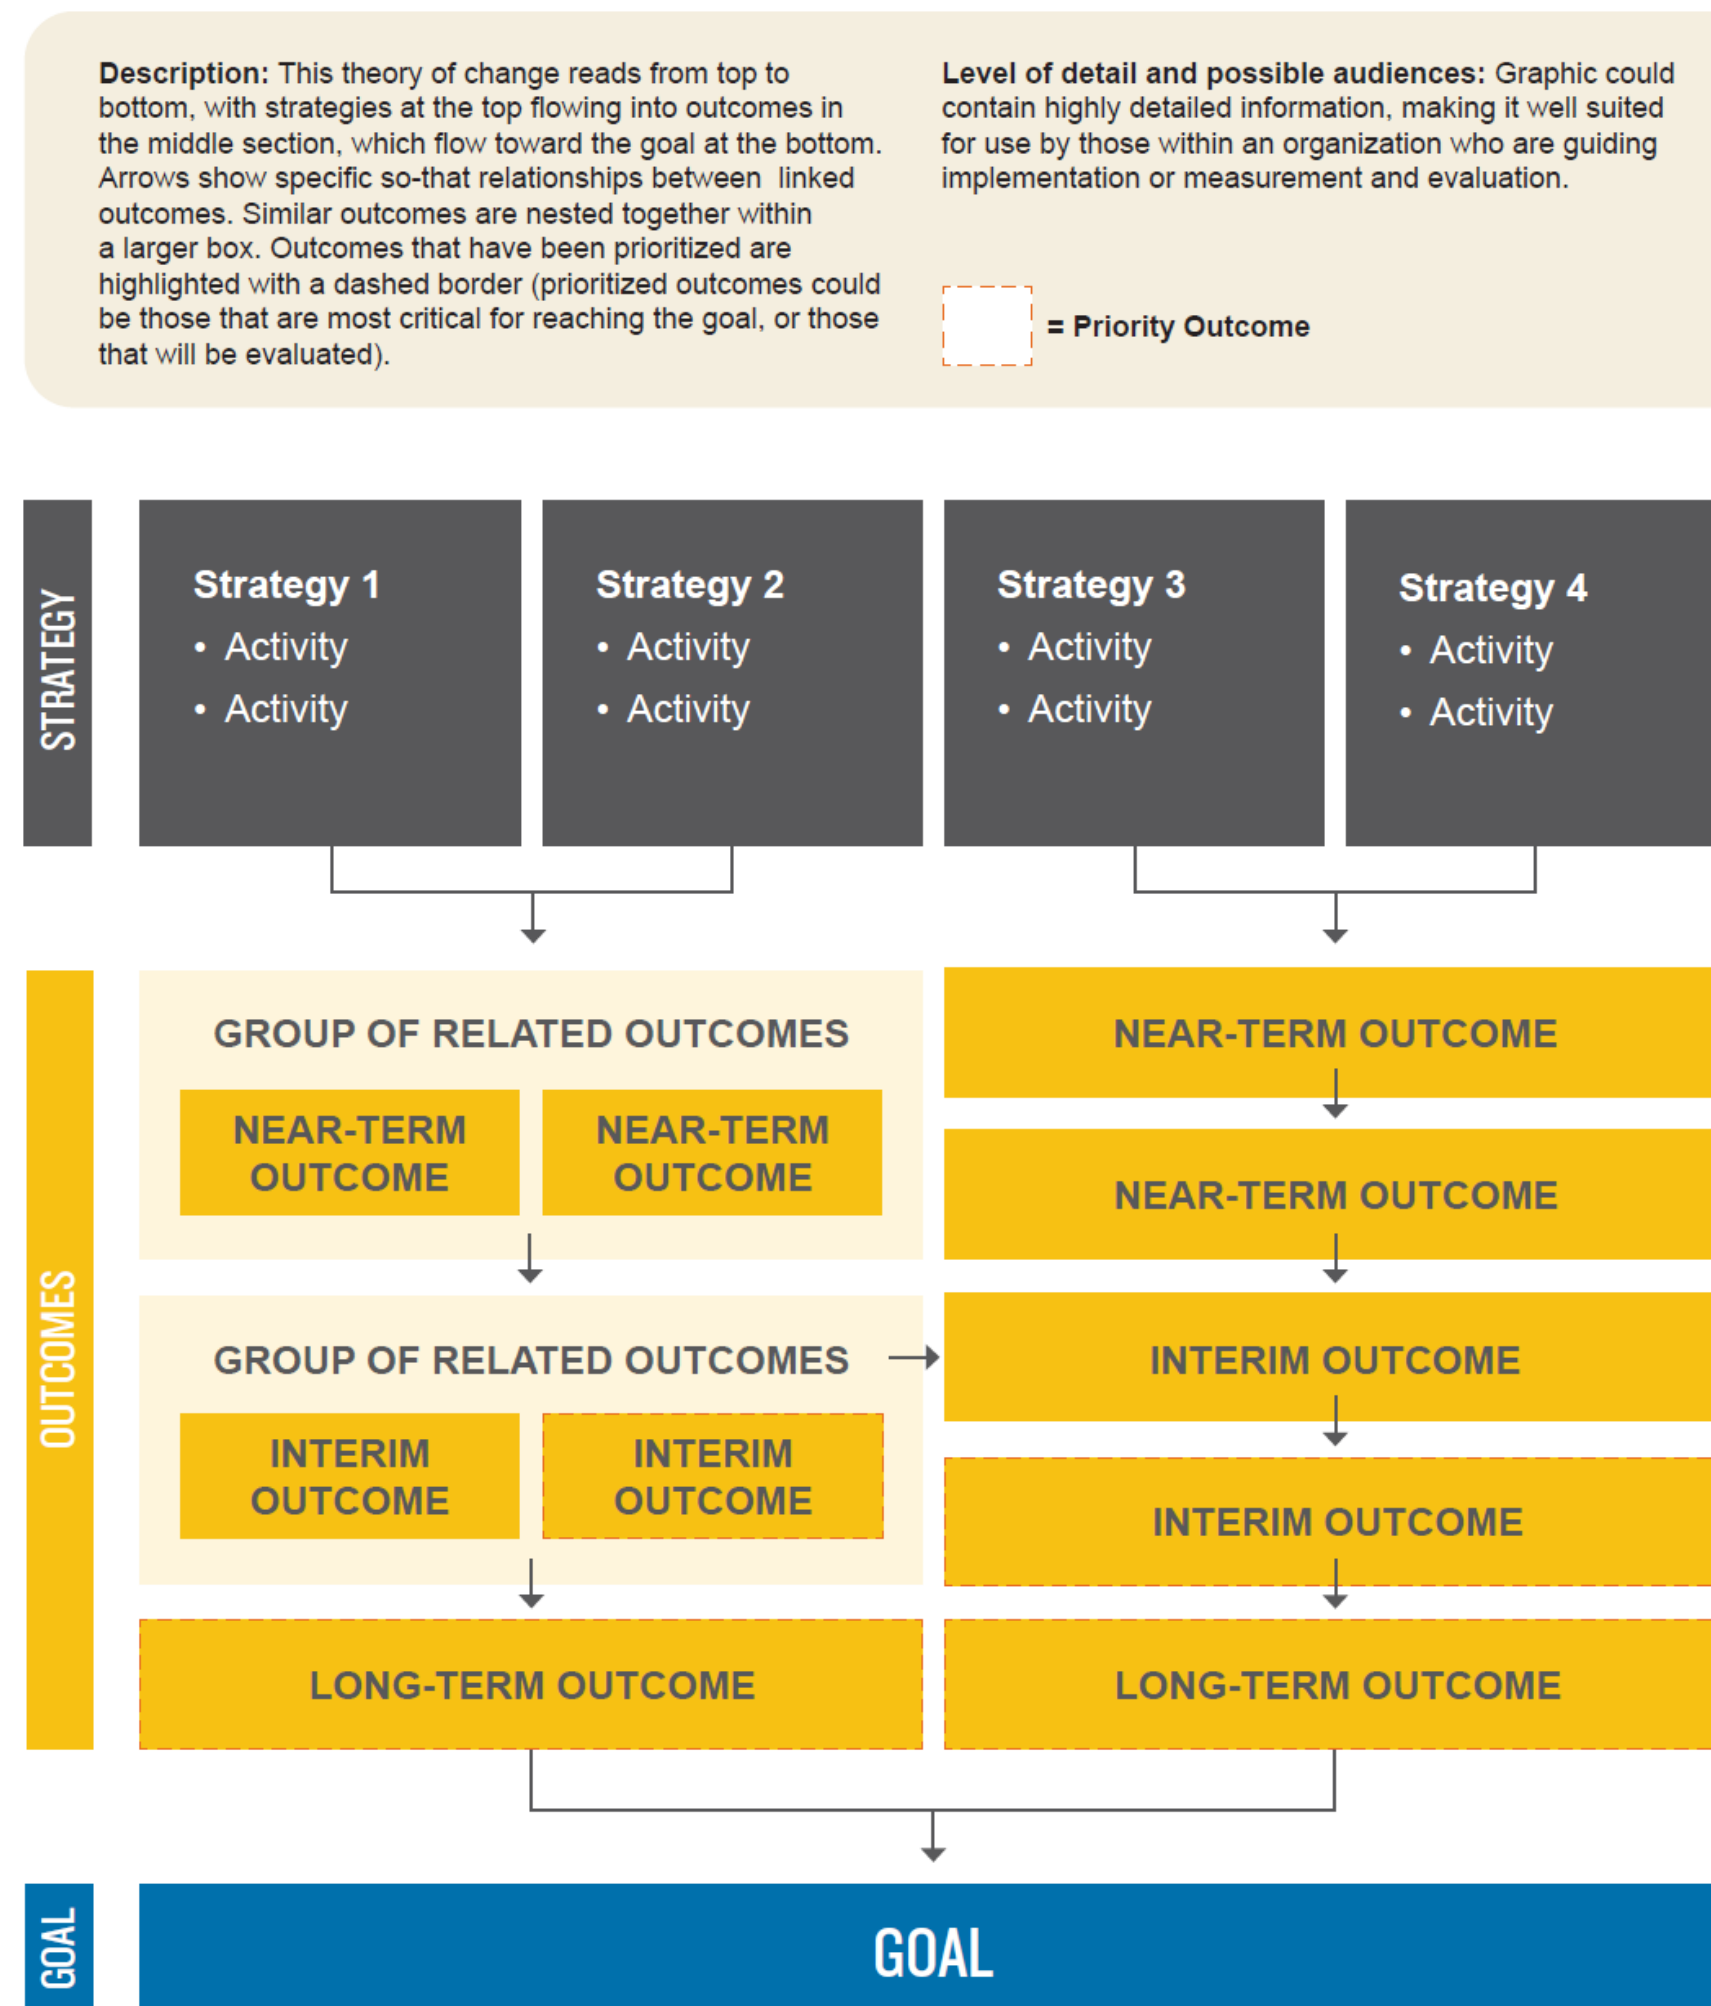 Description: This theory of change reads from top to
bottom, with strategies at the top flowing into outcomes in
the middle section, which flow toward the goal at the bottom.
Arrows show specific so-that relationships between  linked
outcomes. Similar outcomes are nested together within
a larger box. Outcomes that have been prioritized are
highlighted with a dashed border (prioritized outcomes could
be those that are most critical for reaching the goal, or those
that will be evaluated).
Level of detail and possible audiences: Graphic could
contain highly detailed information, making it well suited
for use by those within an organization who are guiding
implementation or measurement and evaluation.
= Priority Outcome
STRATEGY
Strategy 1
• Activity
• Activity
Strategy 2
• Activity
• Activity
Strategy 3
• Activity
• Activity
Strategy 4
• Activity
• Activity
OUTCOMES
GROUP OF RELATED OUTCOMES
NEAR-TERM
OUTCOME
NEAR-TERM
OUTCOME
GROUP OF RELATED OUTCOMES
INTERIM
OUTCOME
INTERIM
OUTCOME
LONG-TERM OUTCOME
NEAR-TERM OUTCOME
NEAR-TERM OUTCOME
INTERIM OUTCOME
INTERIM OUTCOME
LONG-TERM OUTCOME
GOAL
GOAL